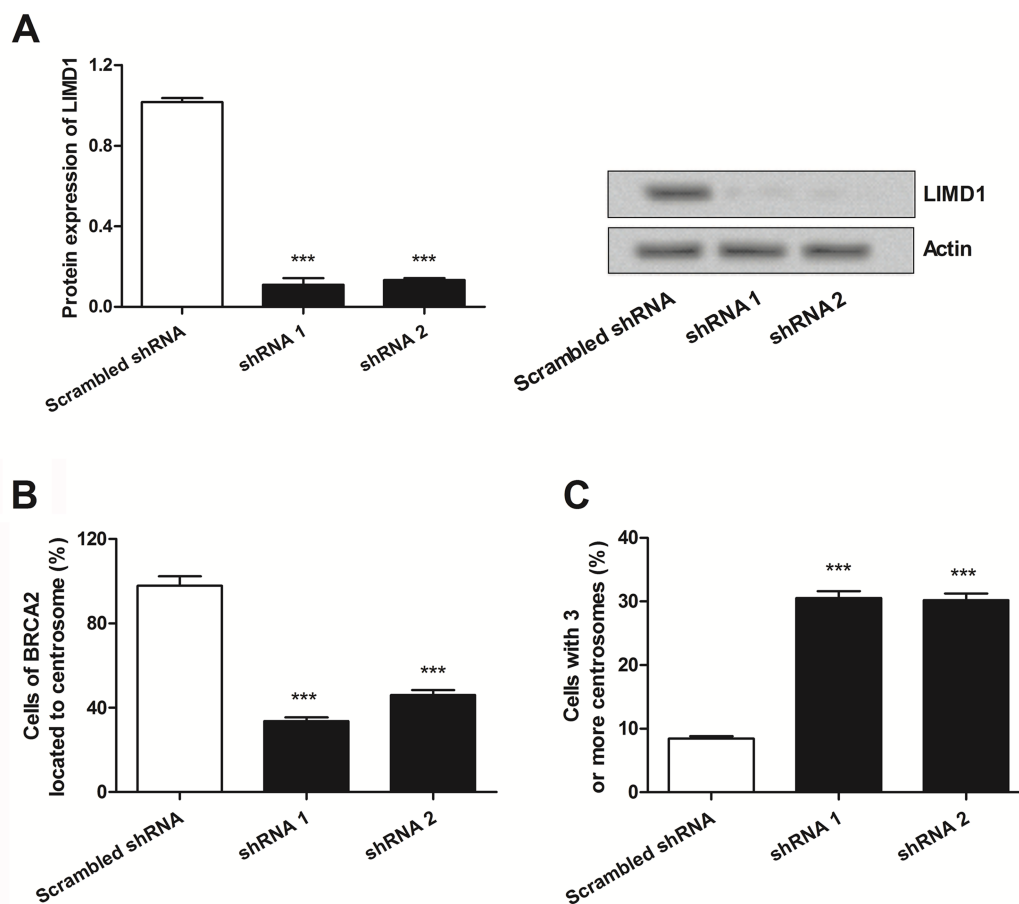 A
Protein expression of LIMD1
1.2
0.8
0.4
0.0
***
***
Scrambled shRNA
shRNA 1
shRNA 2
LIMD1
Actin
Scrambled shRNA
shRNA 1
shRNA 2
B
Cells of BRCA2
located to centrosome (%)
120
80
40
0
***
***
Scrambled shRNA
shRNA 1
shRNA 2
C
Cells with 3
or more centrosomes (%)
40
30
20
10
0
***
***
Scrambled shRNA
shRNA 1
shRNA 2